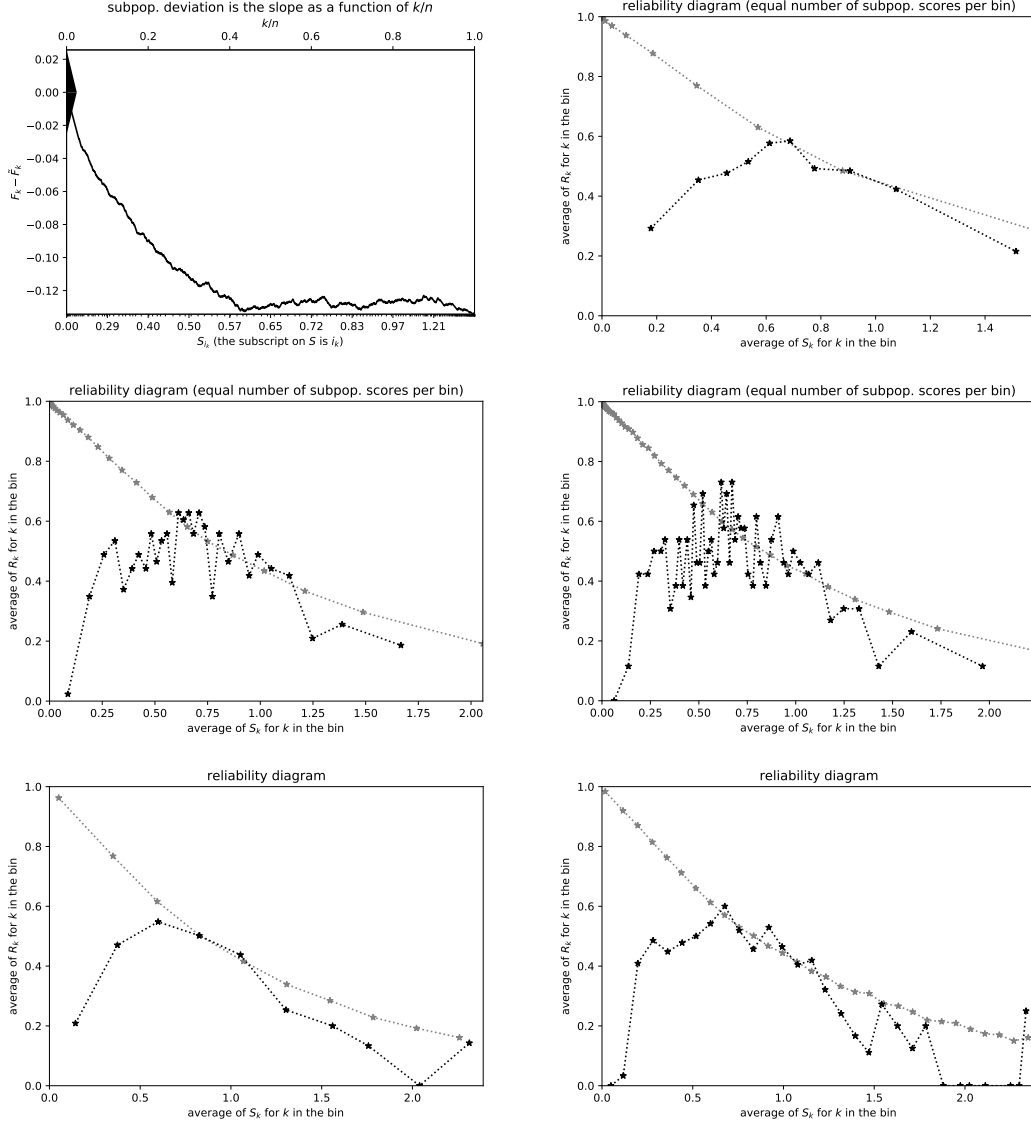 subpop. deviation is the slope as a function of k/n
k/n
0.0 0.2 0.4 0.6 0.8 1.0
0.02
0.00
−0.02
−0.04
−0.06
−0.08
−0.10
−0.12
F_k − F̃_k
0.00 0.29 0.40 0.50 0.57 0.65 0.72 0.83 0.97 1.21
S_{i_k} (the subscript on S is i_k)
reliability diagram (equal number of subpop. scores per bin)
1.0
0.8
0.6
0.4
0.2
0.0
average of R_k for k in the bin
0.0 0.2 0.4 0.6 0.8 1.0 1.2 1.4
average of S_k for k in the bin
reliability diagram (equal number of subpop. scores per bin)
1.0
0.8
0.6
0.4
0.2
0.0
average of R_k for k in the bin
0.00 0.25 0.50 0.75 1.00 1.25 1.50 1.75 2.00
average of S_k for k in the bin
reliability diagram (equal number of subpop. scores per bin)
1.0
0.8
0.6
0.4
0.2
0.0
average of R_k for k in the bin
0.00 0.25 0.50 0.75 1.00 1.25 1.50 1.75 2.00
average of S_k for k in the bin
reliability diagram
1.0
0.8
0.6
0.4
0.2
0.0
average of R_k for k in the bin
0.0 0.5 1.0 1.5 2.0
average of S_k for k in the bin
reliability diagram
1.0
0.8
0.6
0.4
0.2
0.0
average of R_k for k in the bin
0.0 0.5 1.0 1.5 2.0
average of S_k for k in the bin